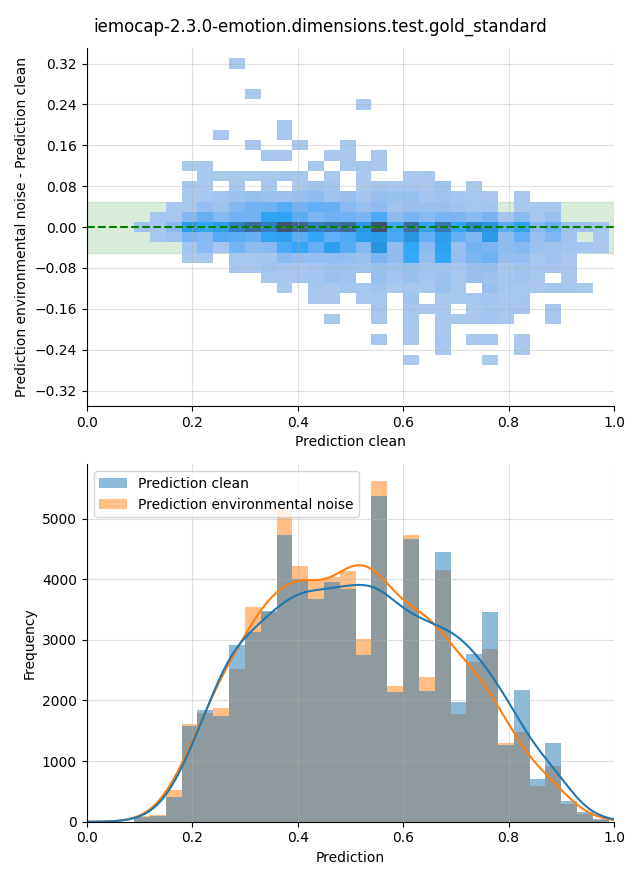 iemocap-2.3.0-emotion.dimensions.test.gold_standard
0.32
0.24
0.16
0.08
0.00
−0.08
−0.16
−0.24
−0.32
Prediction environmental noise - Prediction clean
0.0 0.2 0.4 0.6 0.8 1.0
Prediction clean
Prediction clean
Prediction environmental noise
5000
4000
3000
2000
1000
0
Frequency
0.0 0.2 0.4 0.6 0.8 1.0
Prediction